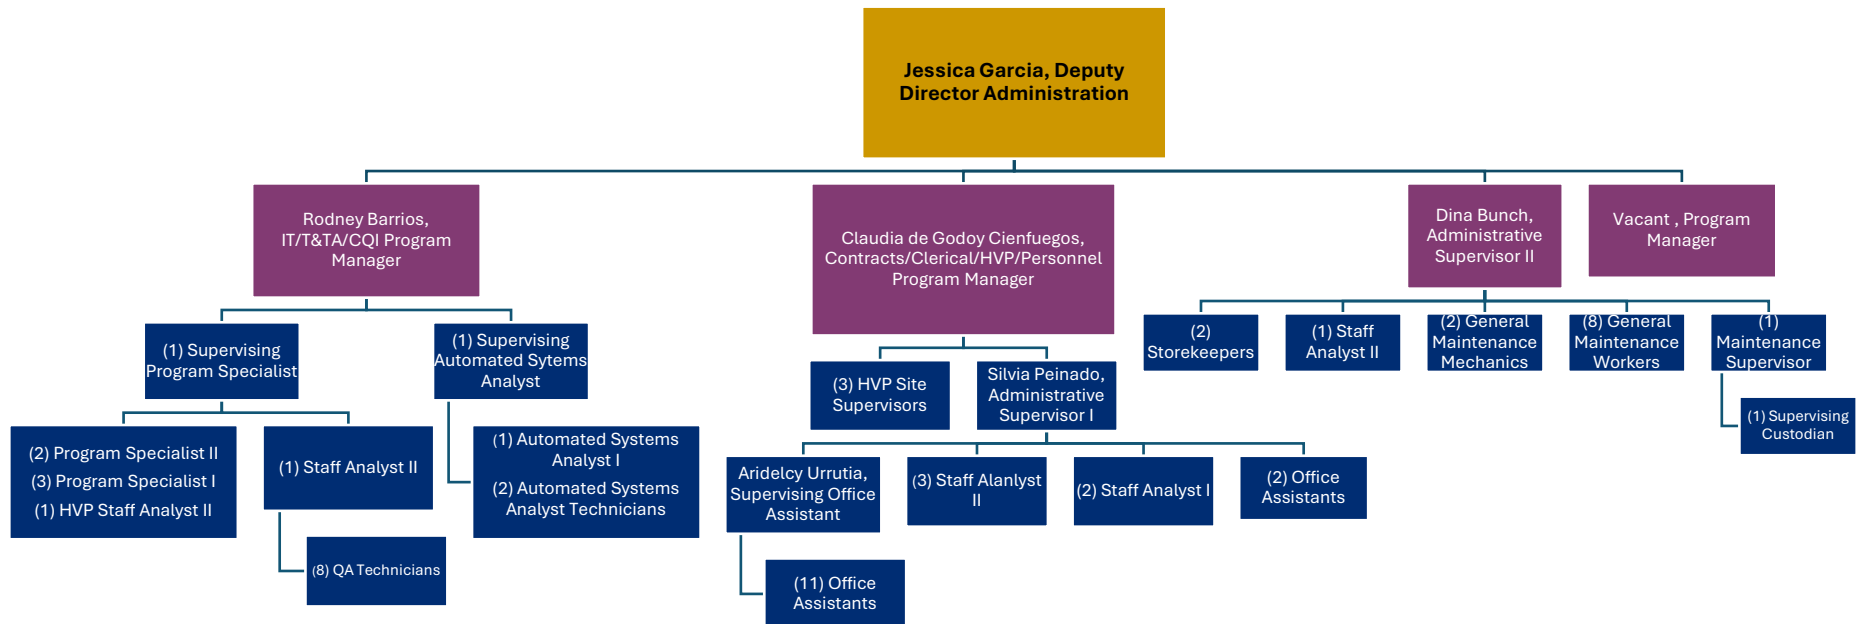 Jessica Garcia, Deputy
Director Administration
Rodney Barrios,
IT/T&TA/CQI Program
Manager
Claudia de Godoy Cienfuegos,
Contracts/Clerical/HVP/Personnel
Program Manager
Dina Bunch,
Administrative
Supervisor II
Vacant , Program
Manager
(1) Supervising
Program Specialist
(1) Supervising
Automated Sytems
Analyst
(2) Program Specialist II
(3) Program Specialist I
(1) HVP Staff Analyst II
(1) Staff Analyst II
(8) QA Technicians
(1) Automated Systems
Analyst I
(2) Automated Systems
Analyst Technicians
(3) HVP Site
Supervisors
Silvia Peinado,
Administrative
Supervisor I
Aridelcy Urrutia,
Supervising Office
Assistant
(3) Staff Alanlyst
II
(2) Staff Analyst I
(2) Office
Assistants
(11) Office
Assistants
(2)
Storekeepers
(1) Staff
Analyst II
(2) General
Maintenance
Mechanics
(8) General
Maintenance
Workers
(1)
Maintenance
Supervisor
(1) Supervising
Custodian